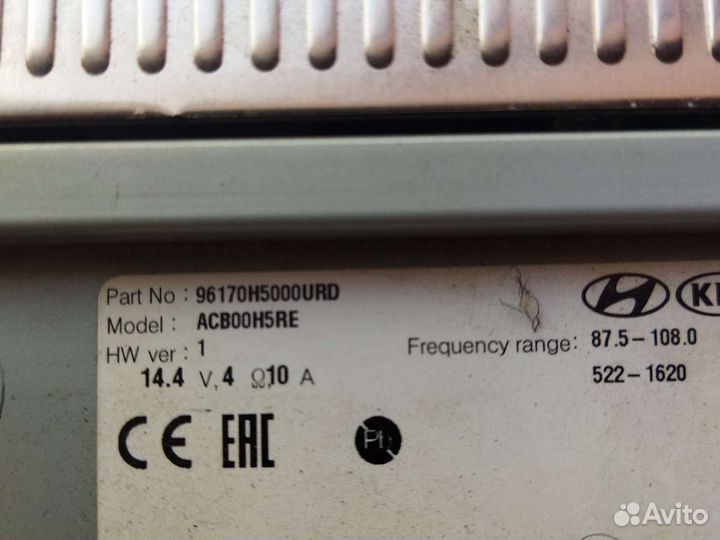 Part No : 96170H5000URD
Model : ACB00H5RE
HW ver : 1
14.4 V, 4 Ω, 10 A
Frequency range: 87.5-108.0
522-1620
CE EAC
Pb
Avito